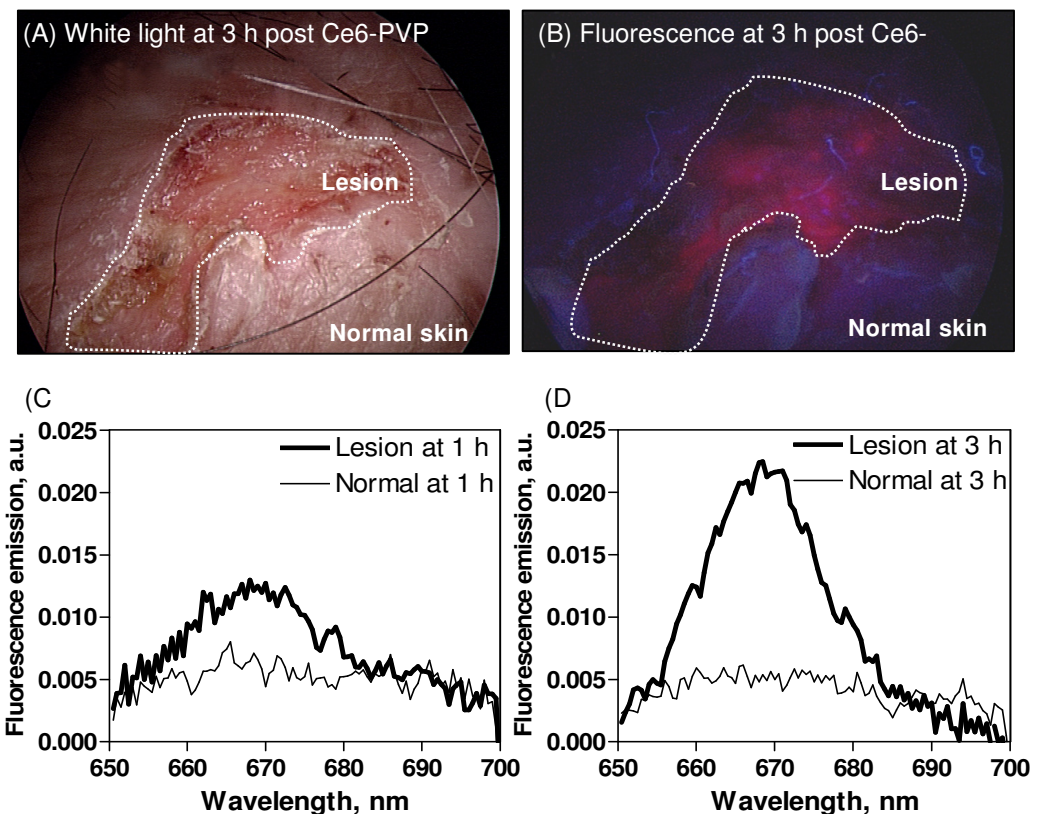 (A) White light at 3 h post Ce6-PVP
Lesion
Normal skin
(B) Fluorescence at 3 h post Ce6-
Lesion
Normal skin
(C
Fluorescence emission, a.u.
0.025
0.020
0.015
0.010
0.005
0.000
Lesion at 1 h
Normal at 1 h
650 660 670 680 690 700
Wavelength, nm
(D
Fluorescence emission, a.u.
0.025
0.020
0.015
0.010
0.005
0.000
Lesion at 3 h
Normal at 3 h
650 660 670 680 690 700
Wavelength, nm